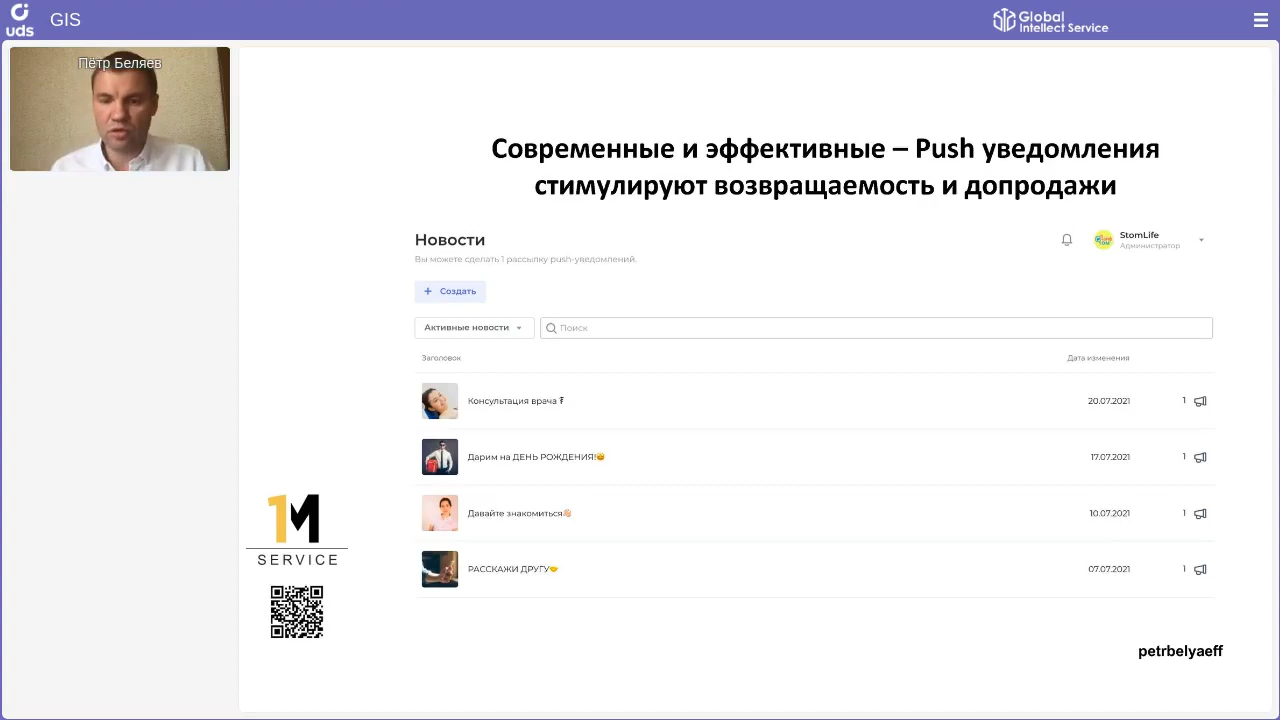 uds
GIS
Global
Intellect Service
Пётр Беляев
Современные и эффективные – Push уведомления
стимулируют возвращаемость и допродажи
Новости
StomLife
Администратор
Вы можете сделать 1 рассылку push-уведомлений.
+ Создать
Активные новости
Поиск
Заголовок
Дата изменения
Консультация врача
20.07.2021
1
Дарим на ДЕНЬ РОЖДЕНИЯ!🤩
17.07.2021
1
Давайте знакомиться👋🏻
10.07.2021
1
РАССКАЖИ ДРУГУ🤝
07.07.2021
1
1M
SERVICE
petrbelyaeff